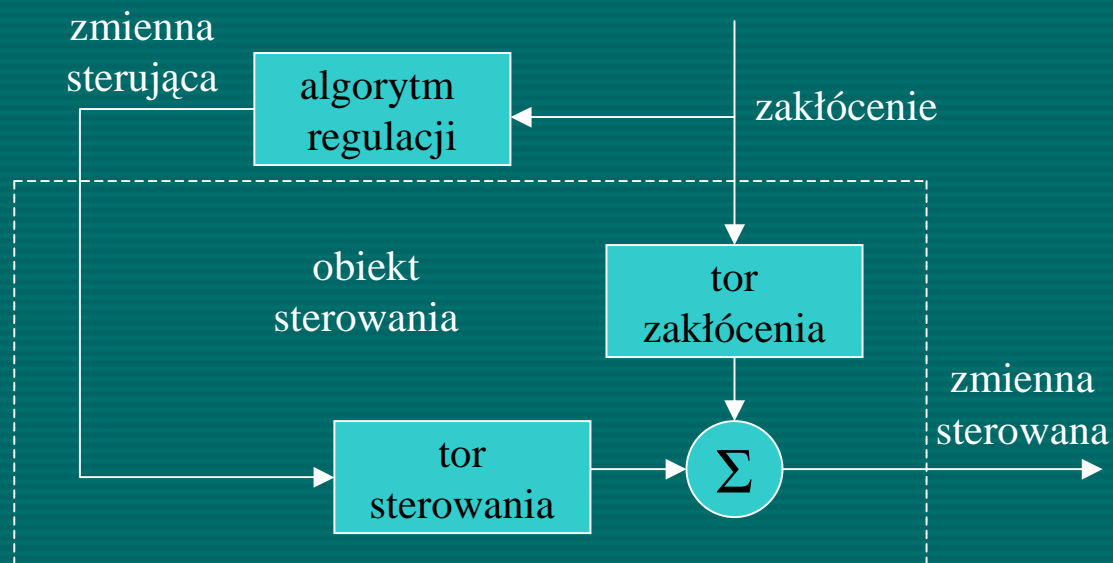 zmienna
sterująca
algorytm
regulacji
zakłócenie
obiekt
sterowania
tor
zakłócenia
zmienna
sterowana
tor
sterowania
Σ